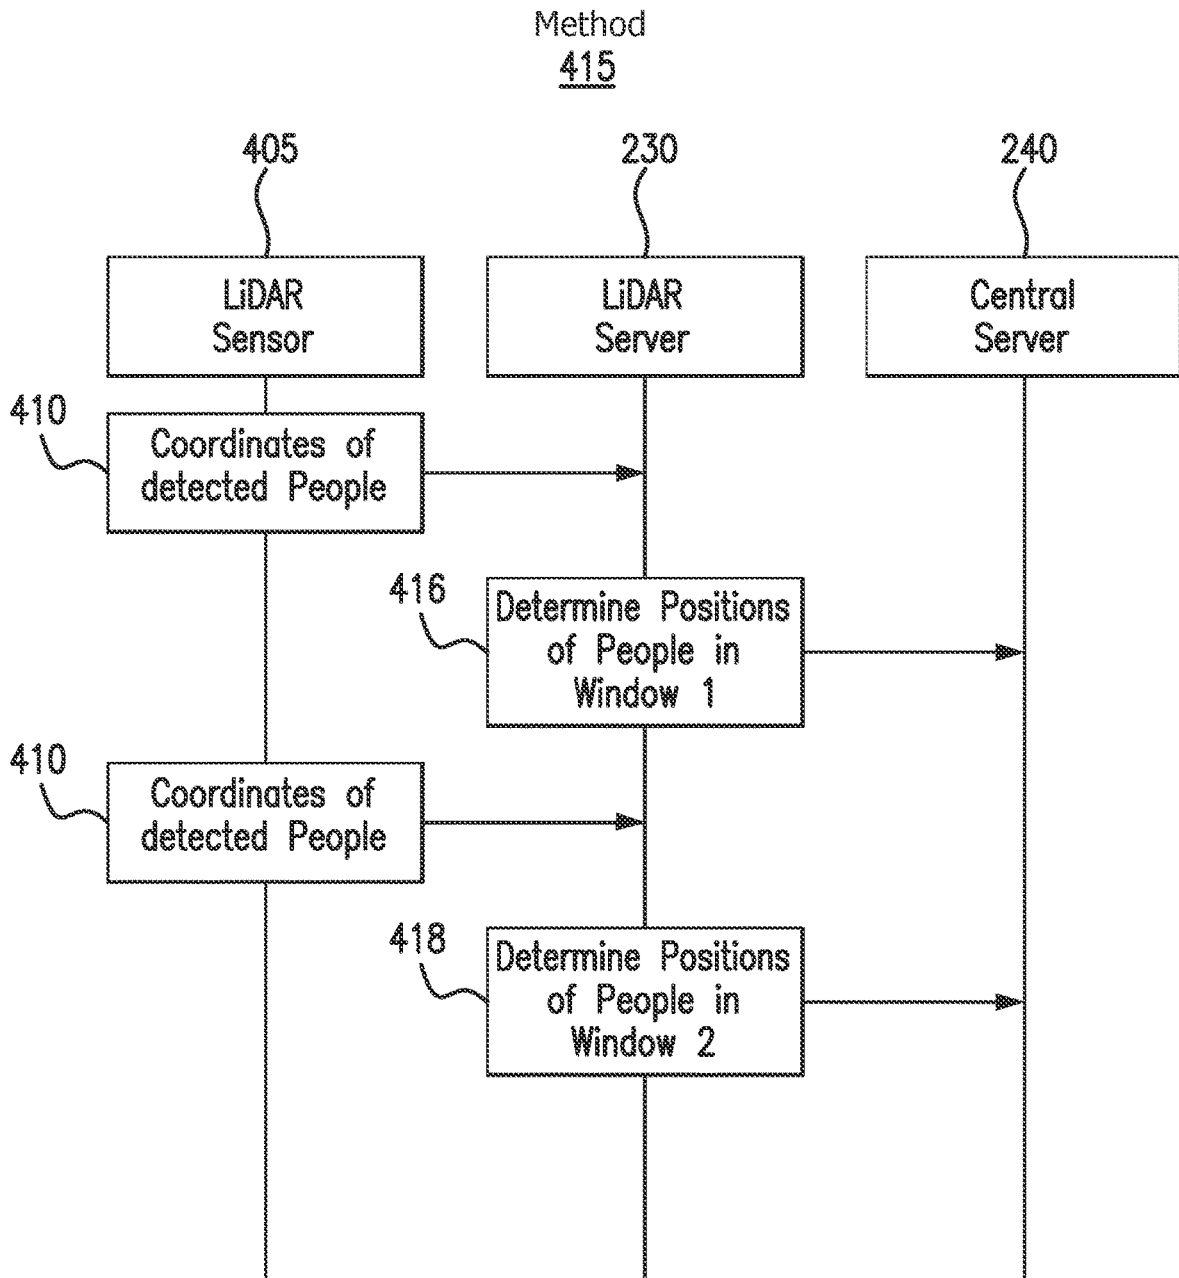 Method
415
405
230
240
LiDAR
Sensor
LiDAR
Server
Central
Server
410
Coordinates of
detected People
416
Determine Positions
of People in
Window 1
410
Coordinates of
detected People
418
Determine Positions
of People in
Window 2